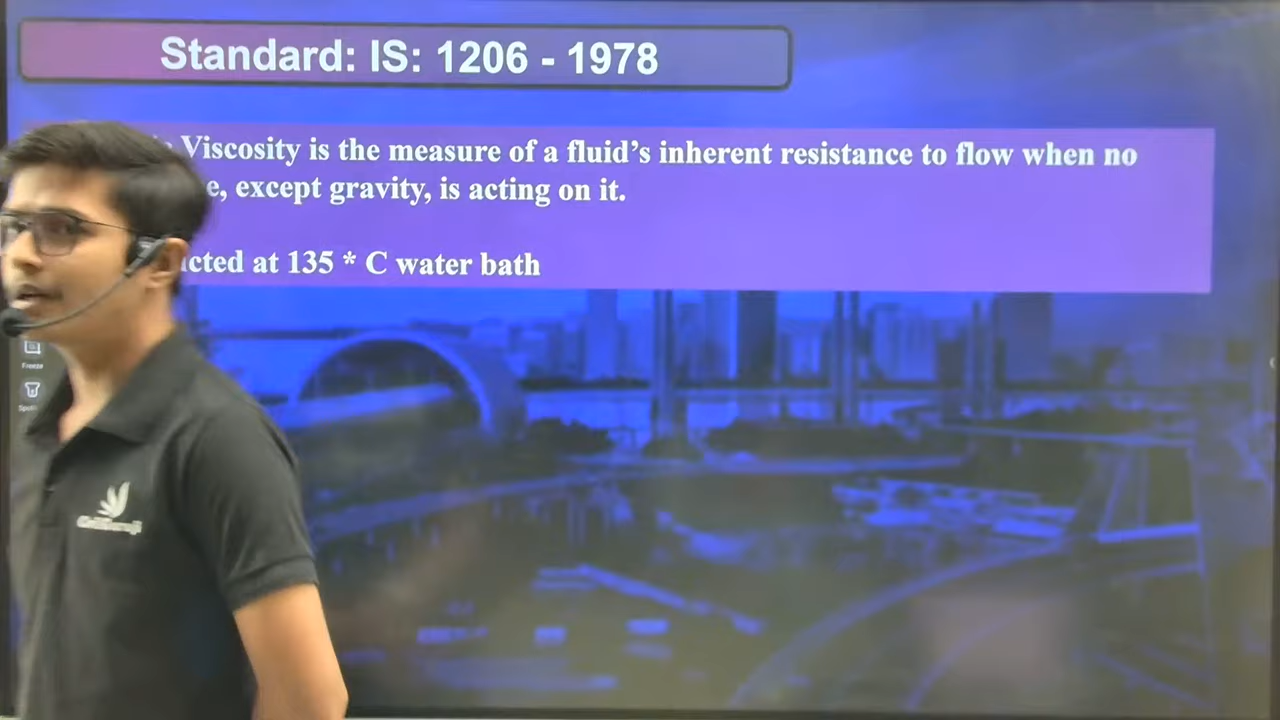 Standard: IS: 1206 - 1978
Viscosity is the measure of a fluid’s inherent resistance to flow when no
e, except gravity, is acting on it.
cted at 135 * C water bath
Freeze